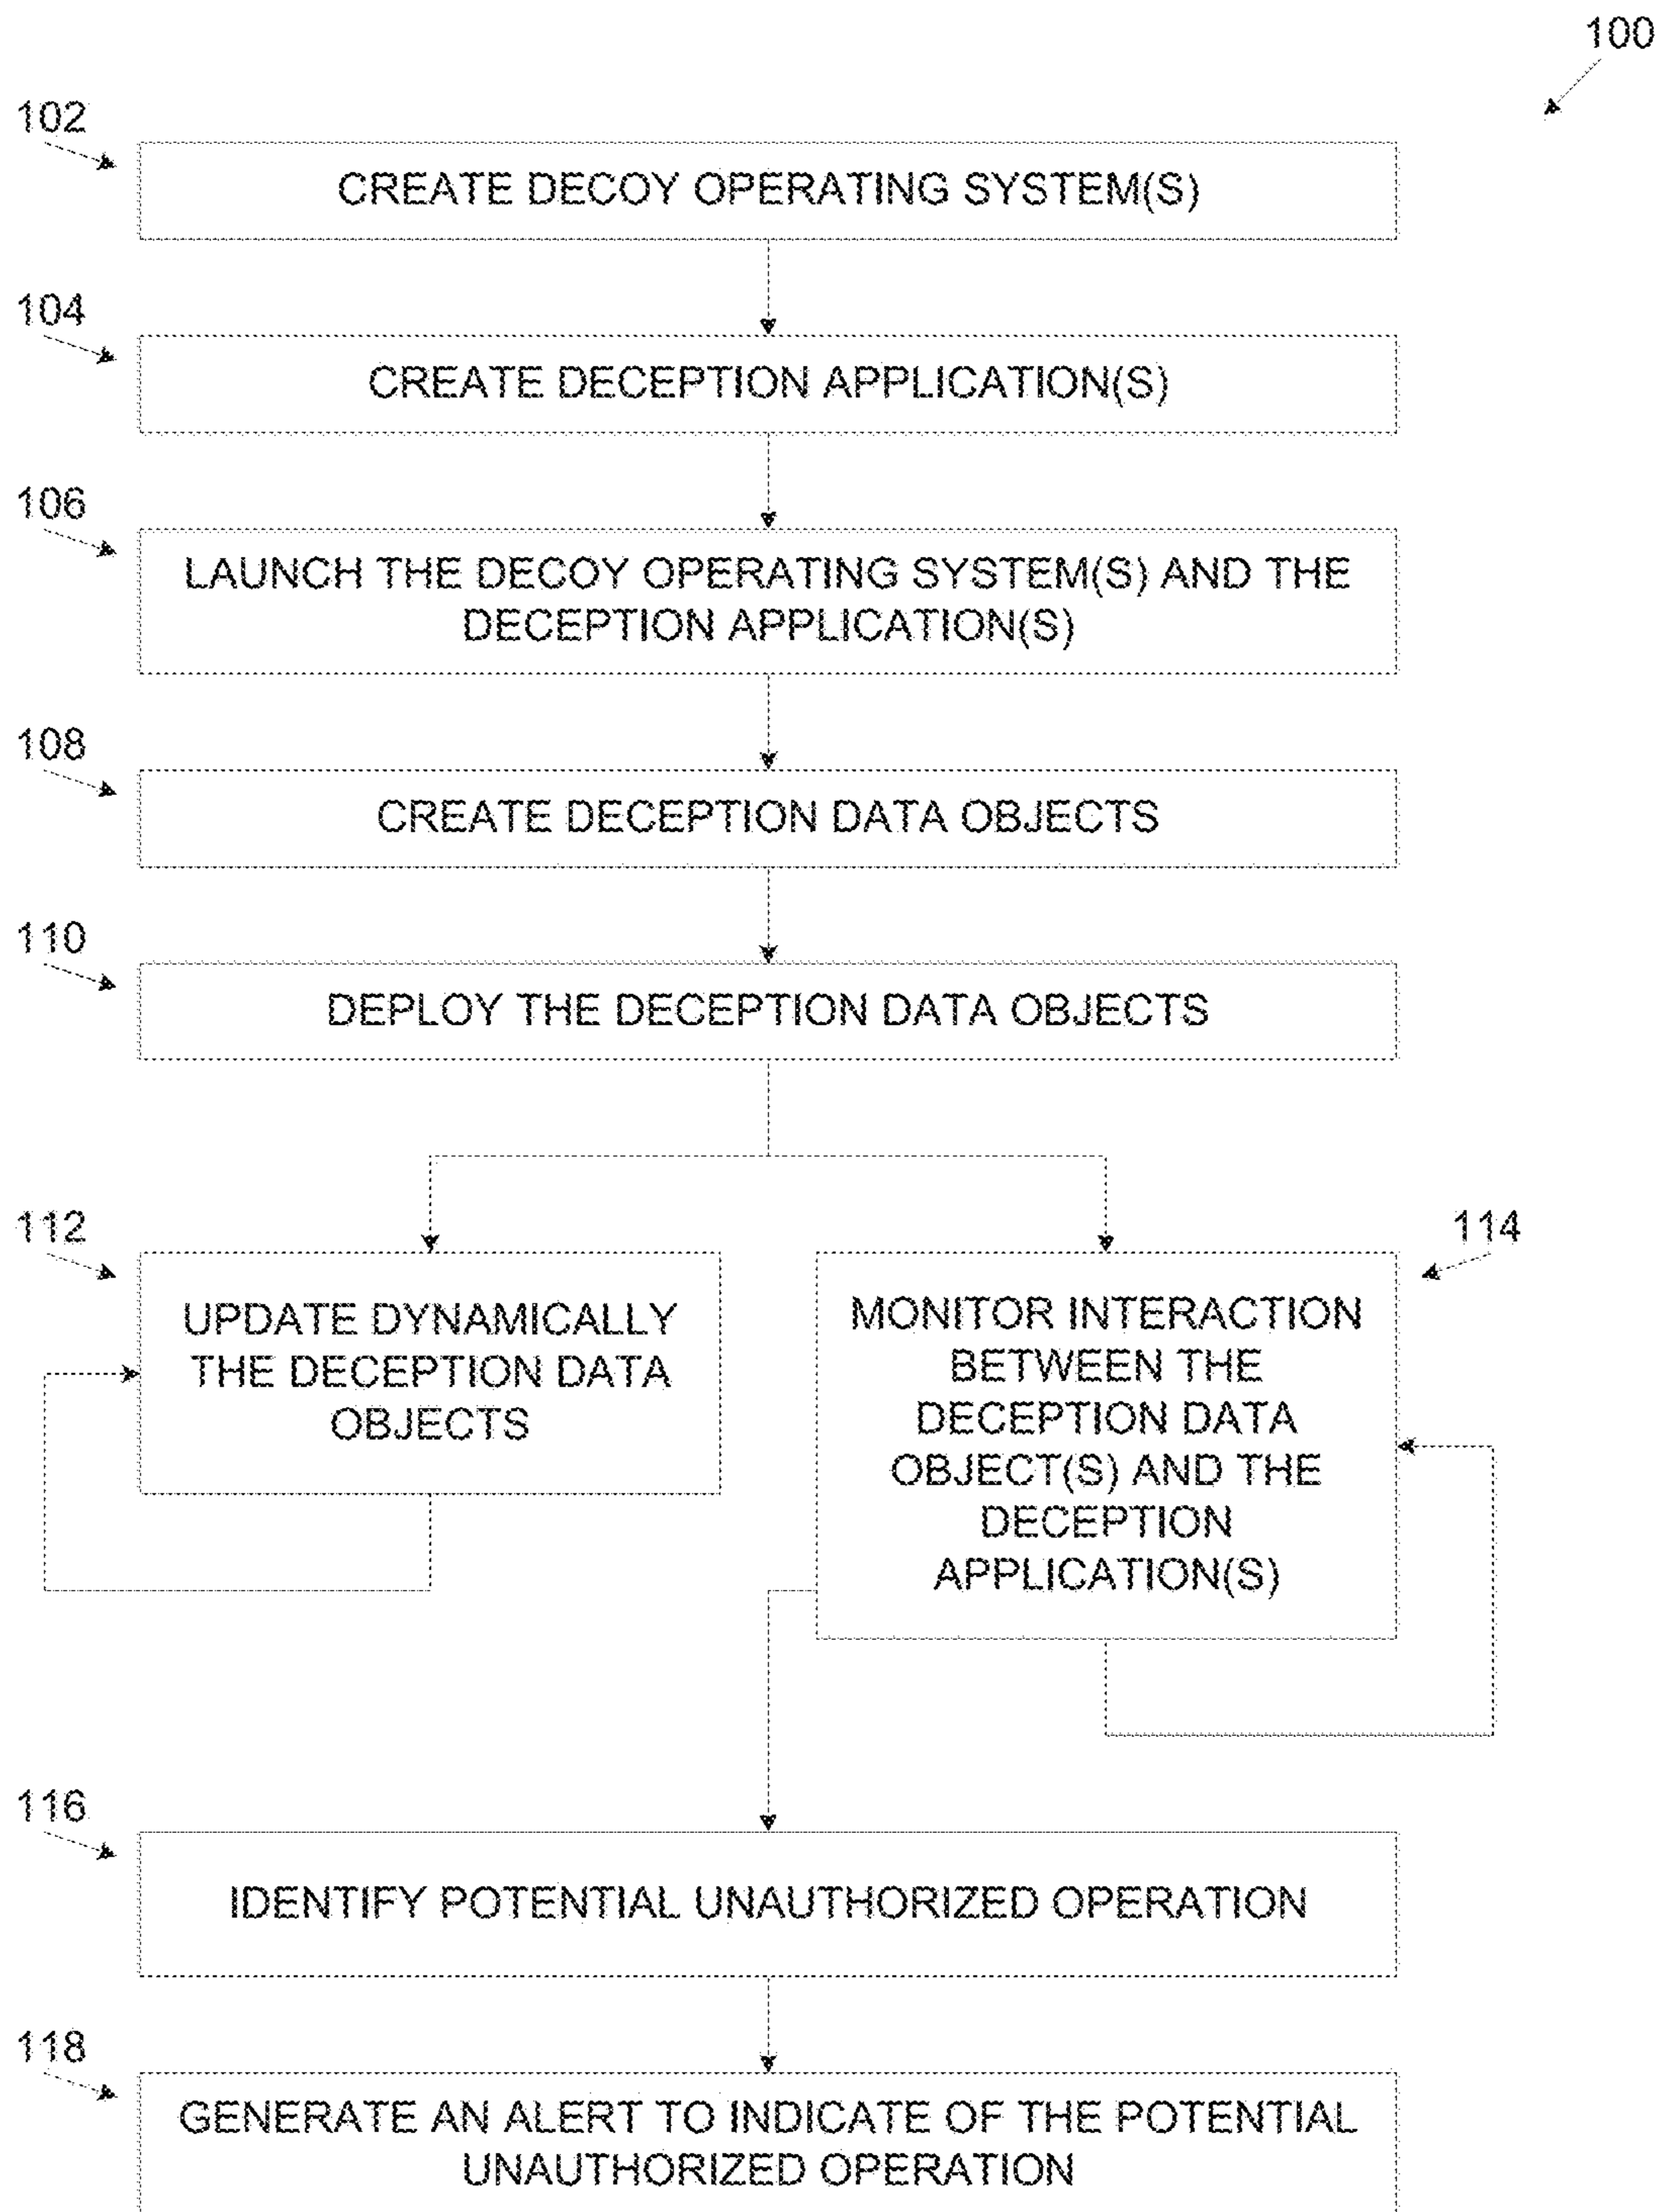 100
102
CREATE DECOY OPERATING SYSTEM(S)
104
CREATE DECEPTION APPLICATION(S)
106
LAUNCH THE DECOY OPERATING SYSTEM(S) AND THE
DECEPTION APPLICATION(S)
108
CREATE DECEPTION DATA OBJECTS
110
DEPLOY THE DECEPTION DATA OBJECTS
112
UPDATE DYNAMICALLY
THE DECEPTION DATA
OBJECTS
114
MONITOR INTERACTION
BETWEEN THE
DECEPTION DATA
OBJECT(S) AND THE
DECEPTION
APPLICATION(S)
116
IDENTIFY POTENTIAL UNAUTHORIZED OPERATION
118
GENERATE AN ALERT TO INDICATE OF THE POTENTIAL
UNAUTHORIZED OPERATION